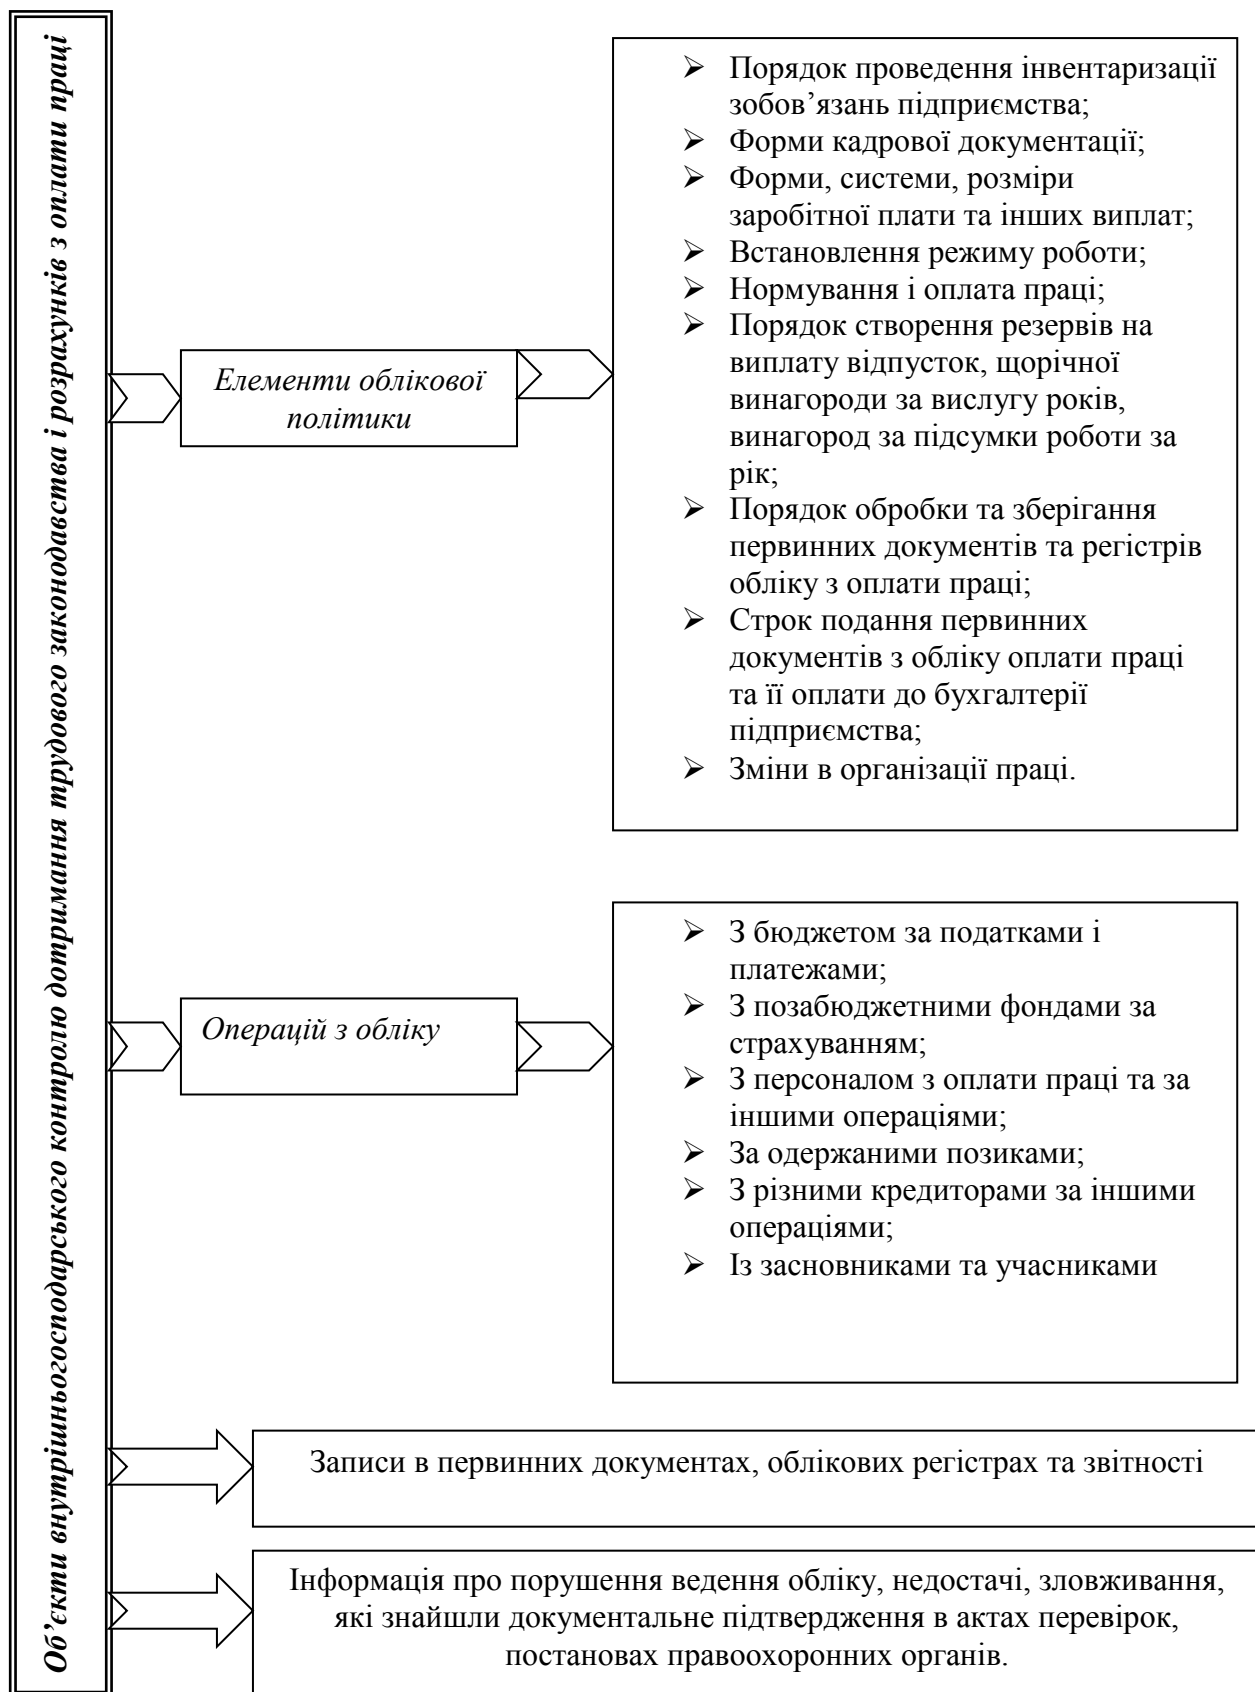 Об’єкти внутрішньогосподарського контролю дотримання трудового законодавства і розрахунків з оплати праці
Елементи облікової
політики
➢ Порядок проведення інвентаризації
зобов’язань підприємства;
➢ Форми кадрової документації;
➢ Форми, системи, розміри
заробітної плати та інших виплат;
➢ Встановлення режиму роботи;
➢ Нормування і оплата праці;
➢ Порядок створення резервів на
виплату відпусток, щорічної
винагороди за вислугу років,
винагород за підсумки роботи за
рік;
➢ Порядок обробки та зберігання
первинних документів та регістрів
обліку з оплати праці;
➢ Строк подання первинних
документів з обліку оплати праці
та її оплати до бухгалтерії
підприємства;
➢ Зміни в організації праці.
Операцій з обліку
➢ З бюджетом за податками і
платежами;
➢ З позабюджетними фондами за
страхуванням;
➢ З персоналом з оплати праці та за
іншими операціями;
➢ За одержаними позиками;
➢ З різними кредиторами за іншими
операціями;
➢ Із засновниками та учасниками
Записи в первинних документах, облікових регістрах та звітності
Інформація про порушення ведення обліку, недостачі, зловживання,
які знайшли документальне підтвердження в актах перевірок,
постановах правоохоронних органів.